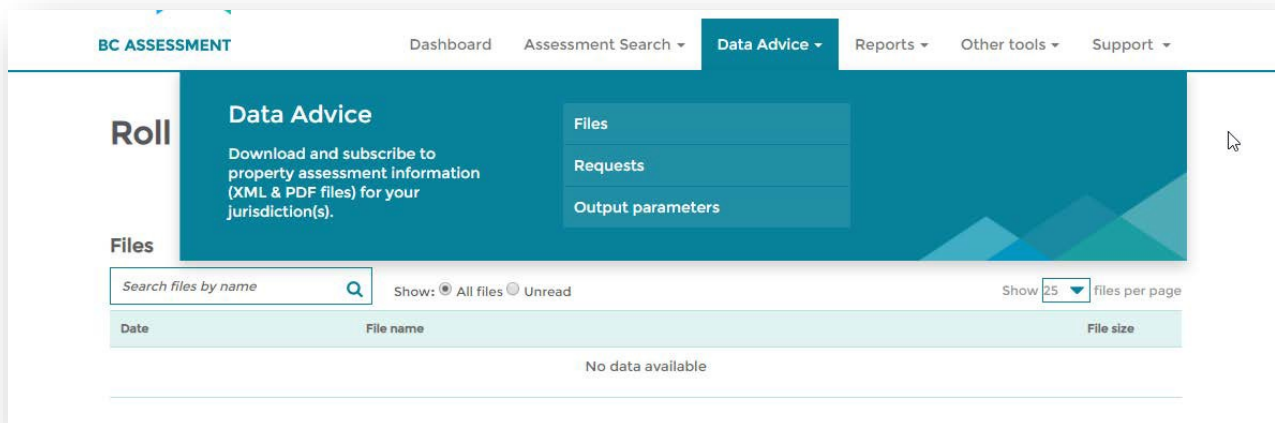 BC ASSESSMENT
Dashboard Assessment Search Data Advice Reports Other tools Support
Roll
Data Advice
Download and subscribe to
property assessment information
(XML & PDF files) for your
jurisdiction(s).
Files
Requests
Output parameters
Files
Search files by name
Show: All files Unread
Show 25 files per page
Date File name File size
No data available